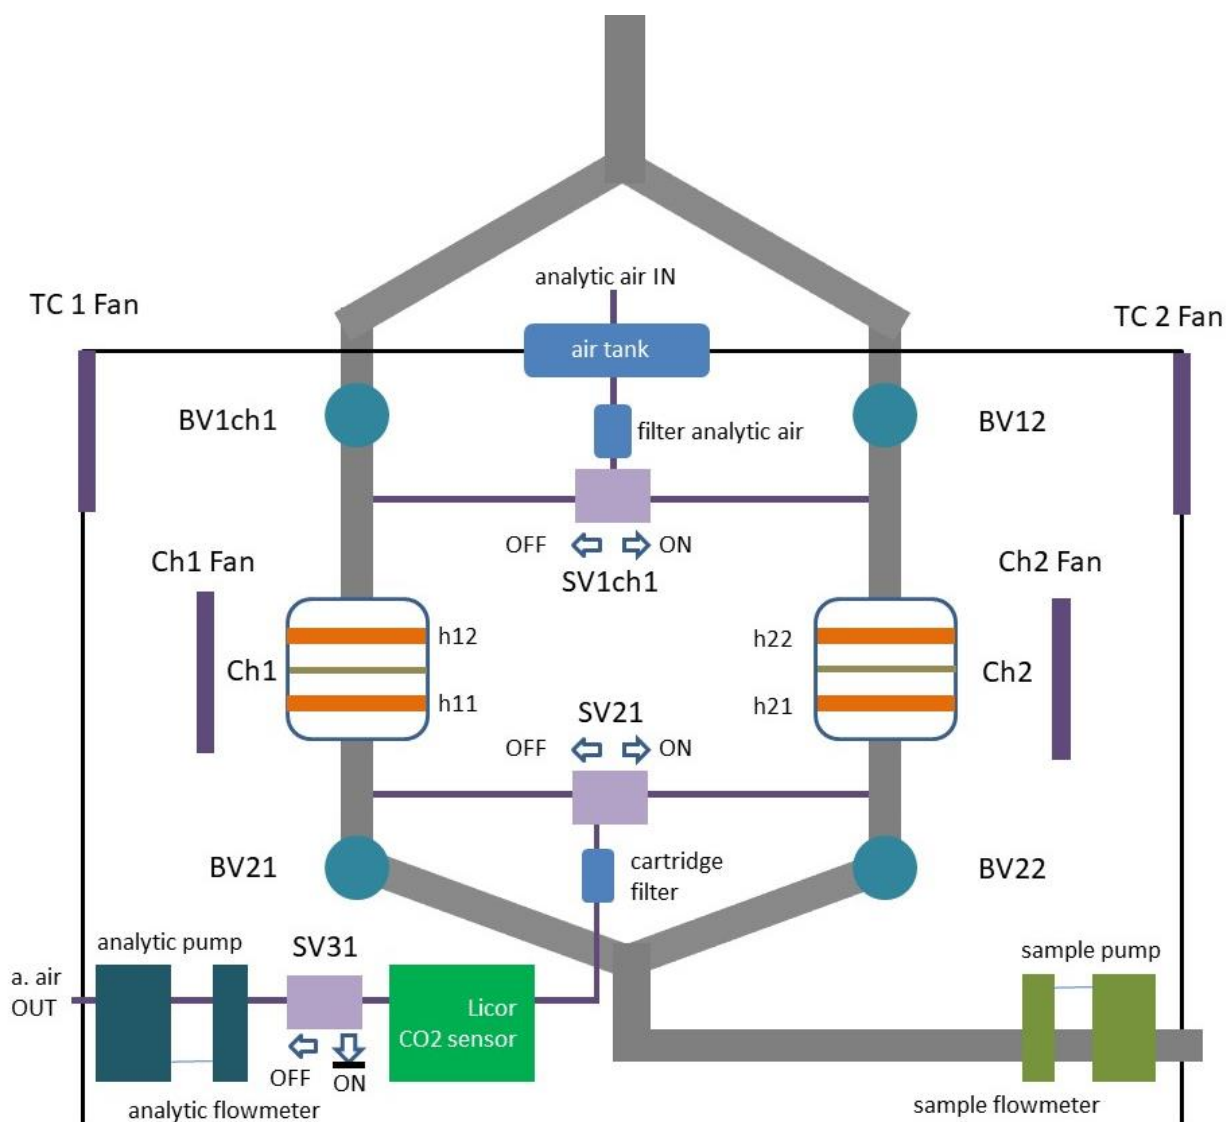 analytic air IN
TC 1 Fan
TC 2 Fan
air tank
BV1ch1
filter analytic air
BV12
OFF
ON
SV1ch1
Ch1 Fan
Ch2 Fan
h12
h22
Ch1
Ch2
h11
h21
SV21
OFF
ON
BV21
cartridge
filter
BV22
analytic pump
SV31
sample pump
a. air
OUT
Licor
CO2 sensor
OFF
ON
analytic flowmeter
sample flowmeter